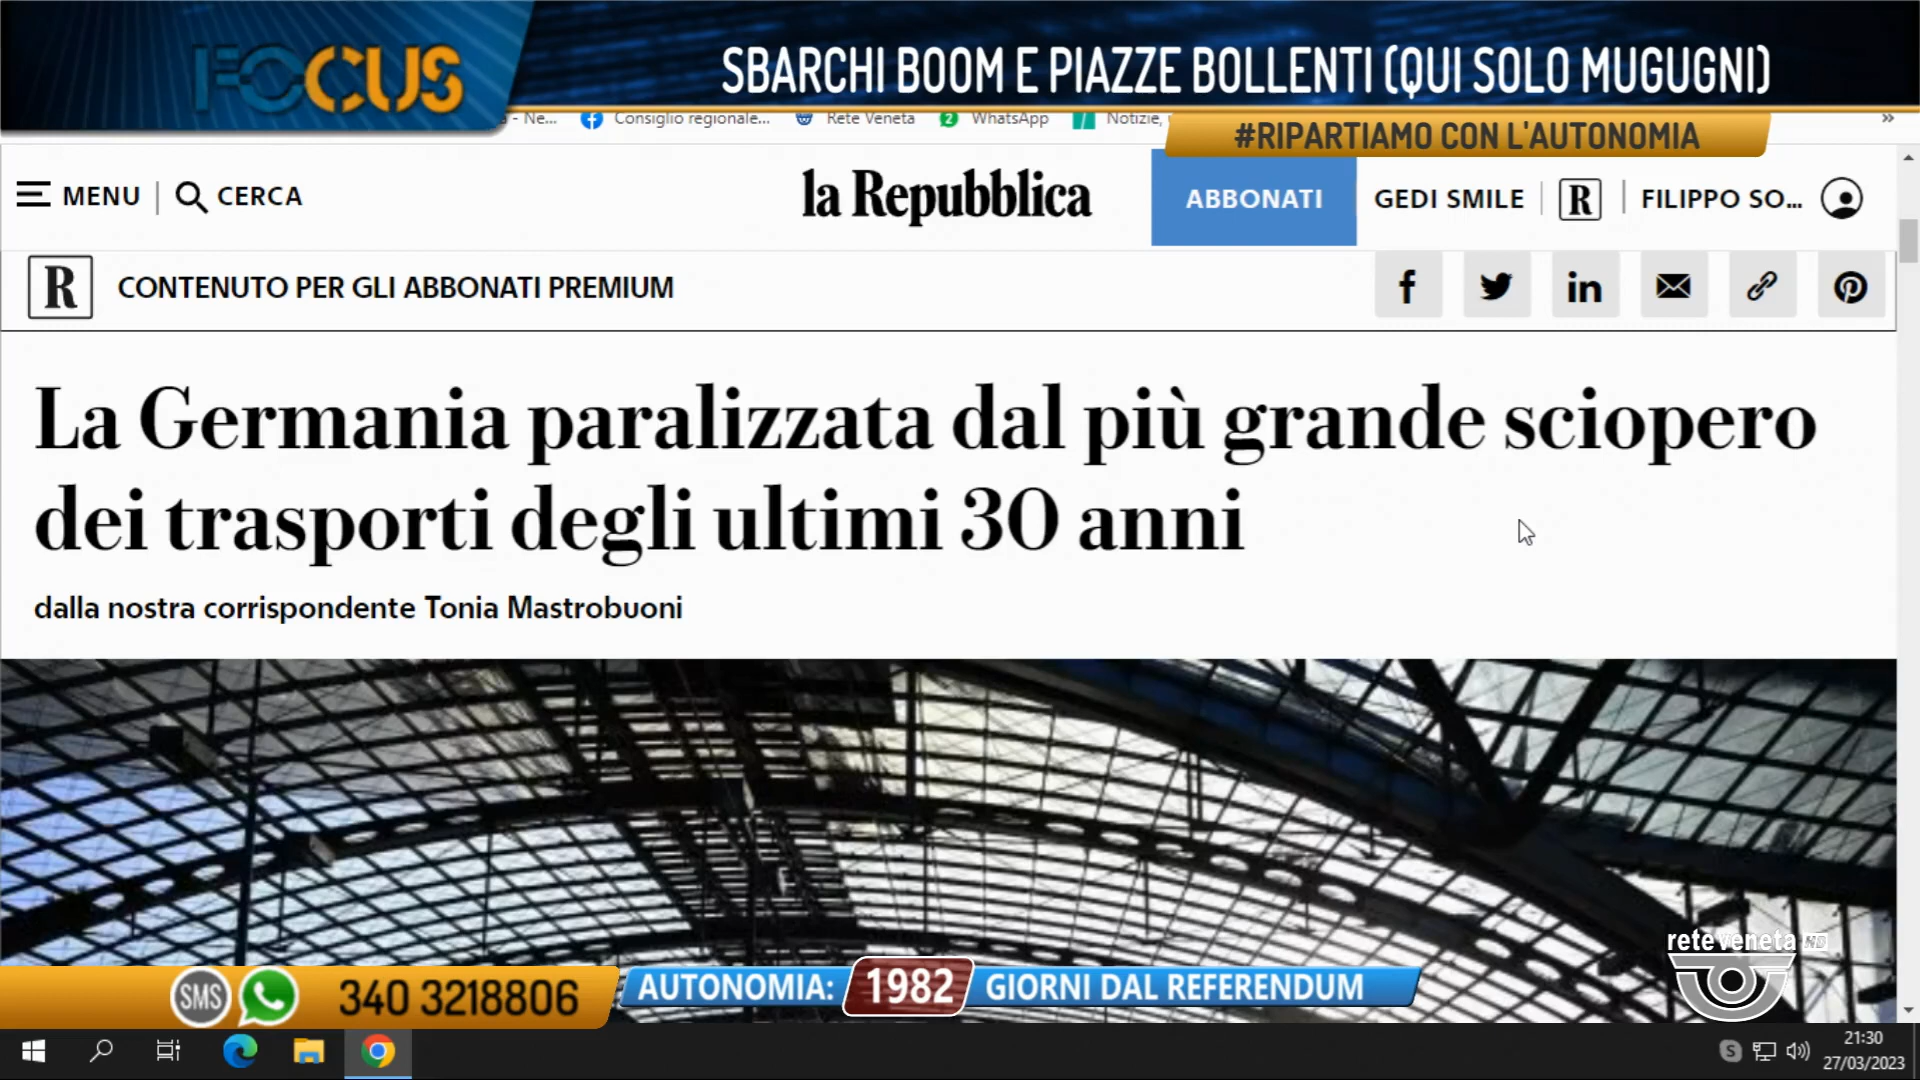 FOCUS
SBARCHI BOOM E PIAZZE BOLLENTI (QUI SOLO MUGUGNI)
- Ne...
Consiglio regionale...
Rete Veneta
2
WhatsApp
Notizie,
»
#RIPARTIAMO CON L'AUTONOMIA
MENU
CERCA
la Repubblica
ABBONATI
GEDI SMILE
R
FILIPPO SO...
R
CONTENUTO PER GLI ABBONATI PREMIUM
f
in
La Germania paralizzata dal più grande sciopero
dei trasporti degli ultimi 30 anni
dalla nostra corrispondente Tonia Mastrobuoni
reteveneta HD
SMS
340 3218806
AUTONOMIA: 1982 GIORNI DAL REFERENDUM
S
21:30
27/03/2023